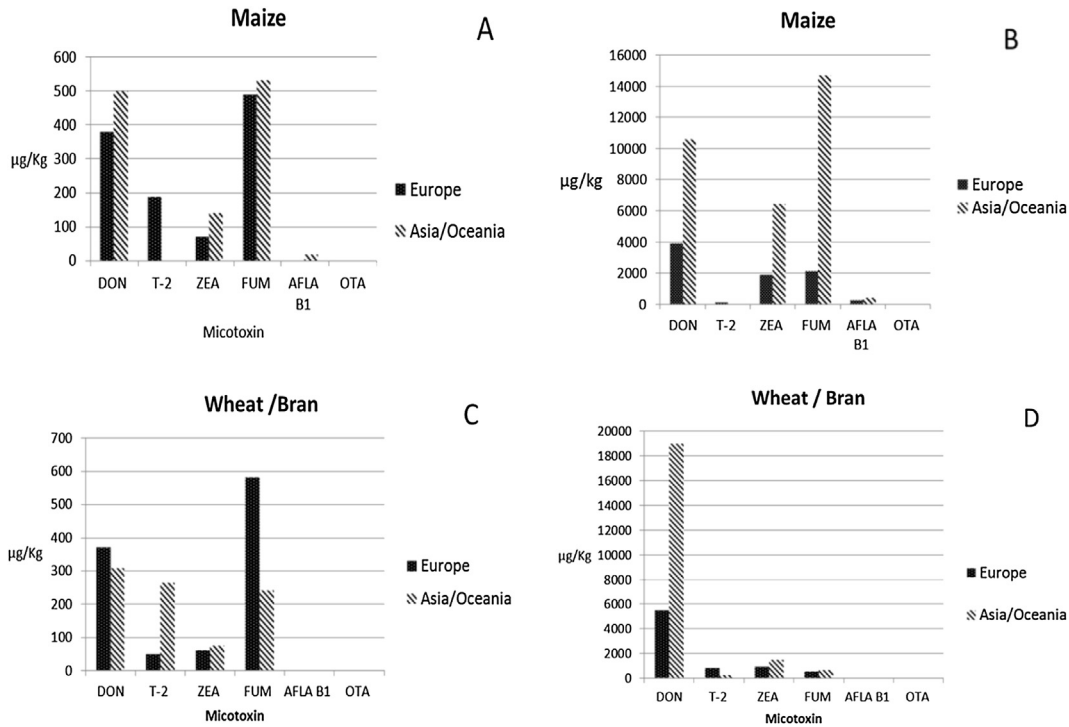 Maize
A
600
500
400
300
200
100
0
µg/Kg
DON T-2 ZEA FUM AFLA B1 OTA
Micotoxin
Europe
Asia/Oceania
Maize
B
16000
14000
12000
10000
8000
6000
4000
2000
0
µg/kg
DON T-2 ZEA FUM AFLA B1 OTA
Europe
Asia/Oceania
Wheat /Bran
C
700
600
500
400
300
200
100
0
µg/Kg
DON T-2 ZEA FUM AFLA B1 OTA
Micotoxin
Europe
Asia/Oceania
Wheat / Bran
D
20000
18000
16000
14000
12000
10000
8000
6000
4000
2000
0
µg/Kg
DON T-2 ZEA FUM AFLA B1 OTA
Micotoxin
Europe
Asia/Oceania